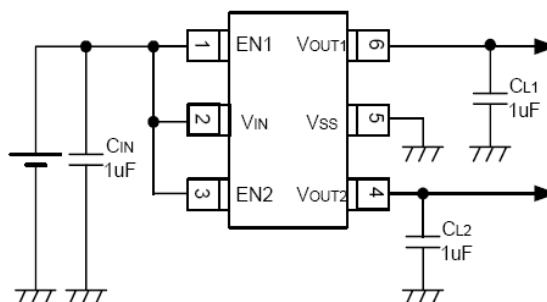 1 EN1 VOUT1 6
CL1
1uF
2 VIN VSS 5
CIN
1uF
3 EN2 VOUT2 4
CL2
1uF